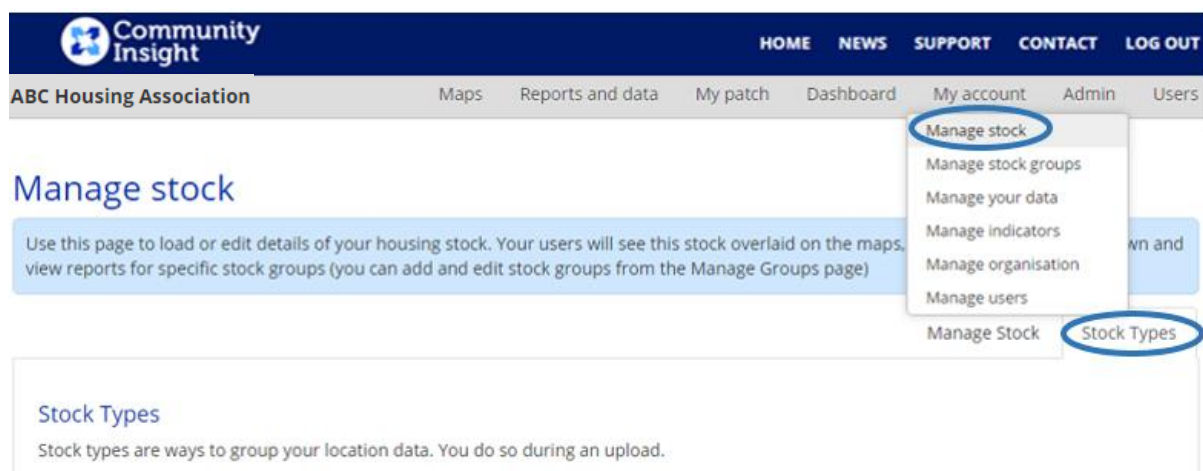 Community
Insight
HOME NEWS SUPPORT CONTACT LOG OUT
ABC Housing Association
Maps Reports and data My patch Dashboard My account Admin Users
Manage stock
Manage stock groups
Manage your data
Manage indicators
Manage organisation
Manage users
Manage stock
Use this page to load or edit details of your housing stock. Your users will see this stock overlaid on the maps, wn and
view reports for specific stock groups (you can add and edit stock groups from the Manage Groups page)
Manage Stock Stock Types
Stock Types
Stock types are ways to group your location data. You do so during an upload.